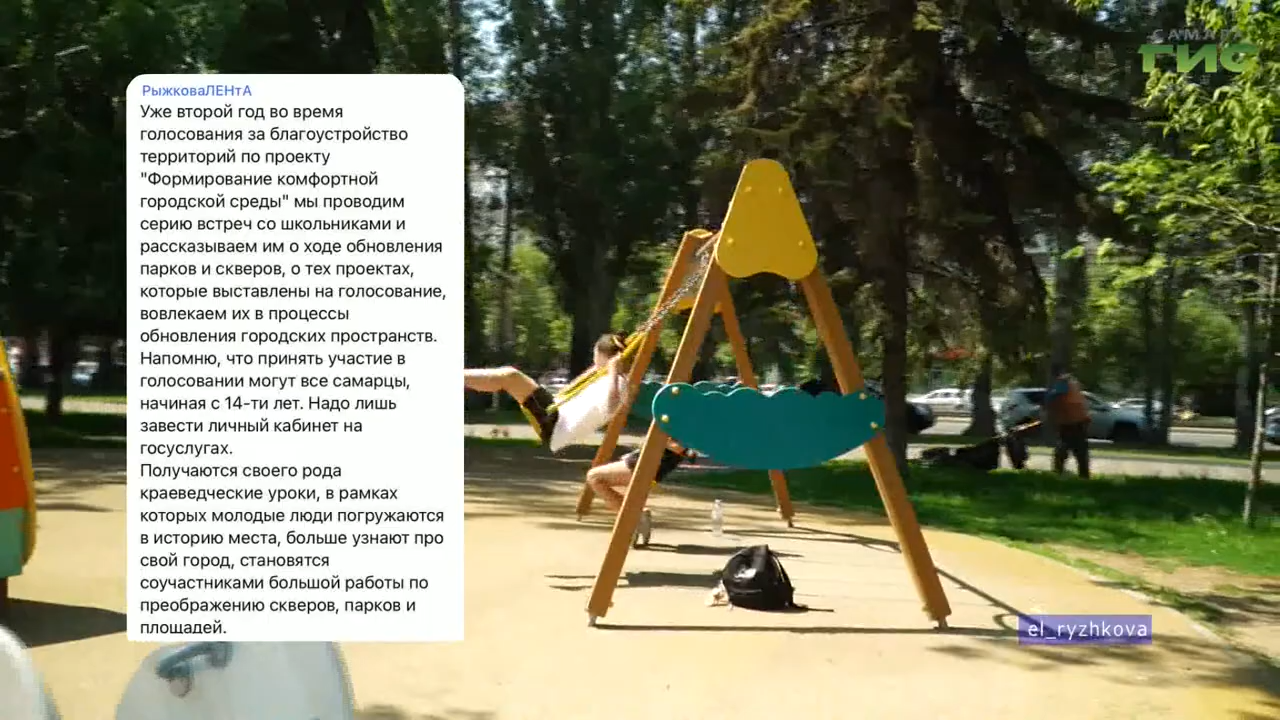 САМАРА
ГИС
РыжковаЛЕНтА
Уже второй год во время
голосования за благоустройство
территорий по проекту
"Формирование комфортной
городской среды" мы проводим
серию встреч со школьниками и
рассказываем им о ходе обновления
парков и скверов, о тех проектах,
которые выставлены на голосование,
вовлекаем их в процессы
обновления городских пространств.
Напомню, что принять участие в
голосовании могут все самарцы,
начиная с 14-ти лет. Надо лишь
завести личный кабинет на
госуслугах.
Получаются своего рода
краеведческие уроки, в рамках
которых молодые люди погружаются
в историю места, больше узнают про
свой город, становятся
соучастниками большой работы по
преображению скверов, парков и
площадей.
el_ryzhkova